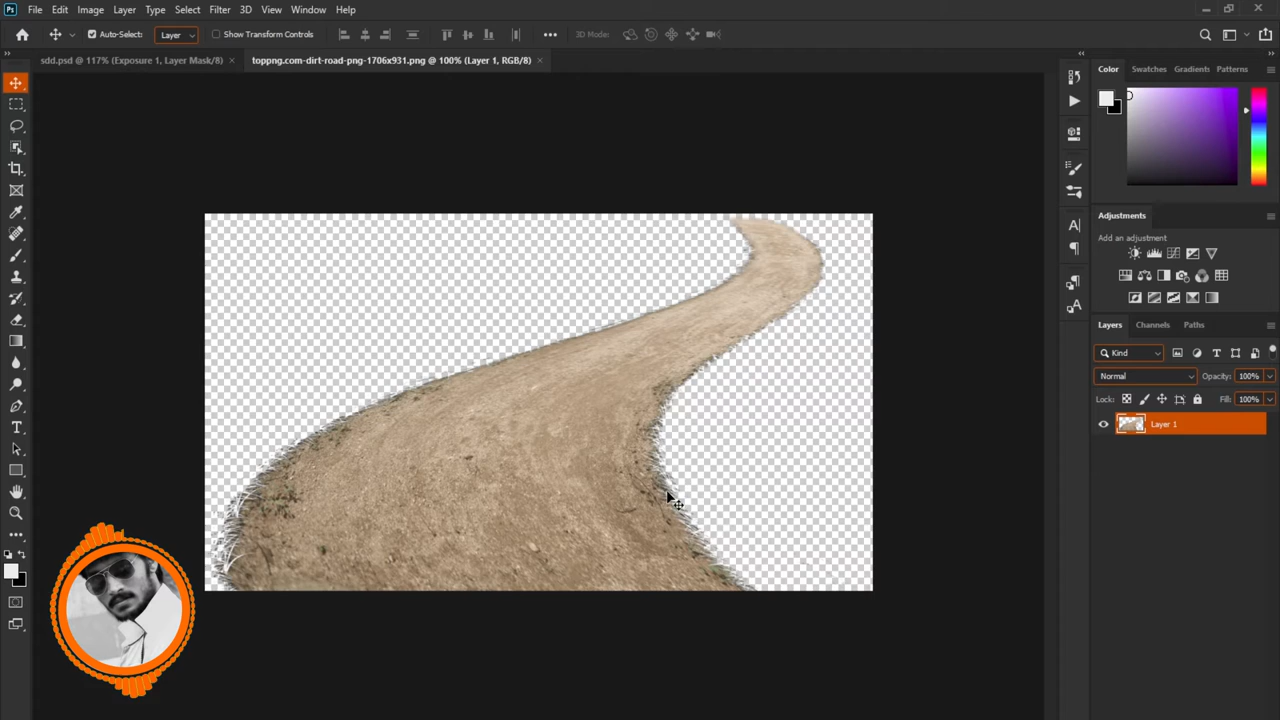 Ps File Edit Image Layer Type Select Filter 3D View Window Help
Auto-Select: Layer Show Transform Controls 3D Mode:
sdd.psd @ 117% (Exposure 1, Layer Mask/8) × toppng.com-dirt-road-png-1706x931.png @ 100% (Layer 1, RGB/8) ×
Color Swatches Gradients Patterns
Adjustments
Add an adjustment
Layers Channels Paths
Kind
Normal Opacity: 100%
Lock: Fill: 100%
Layer 1